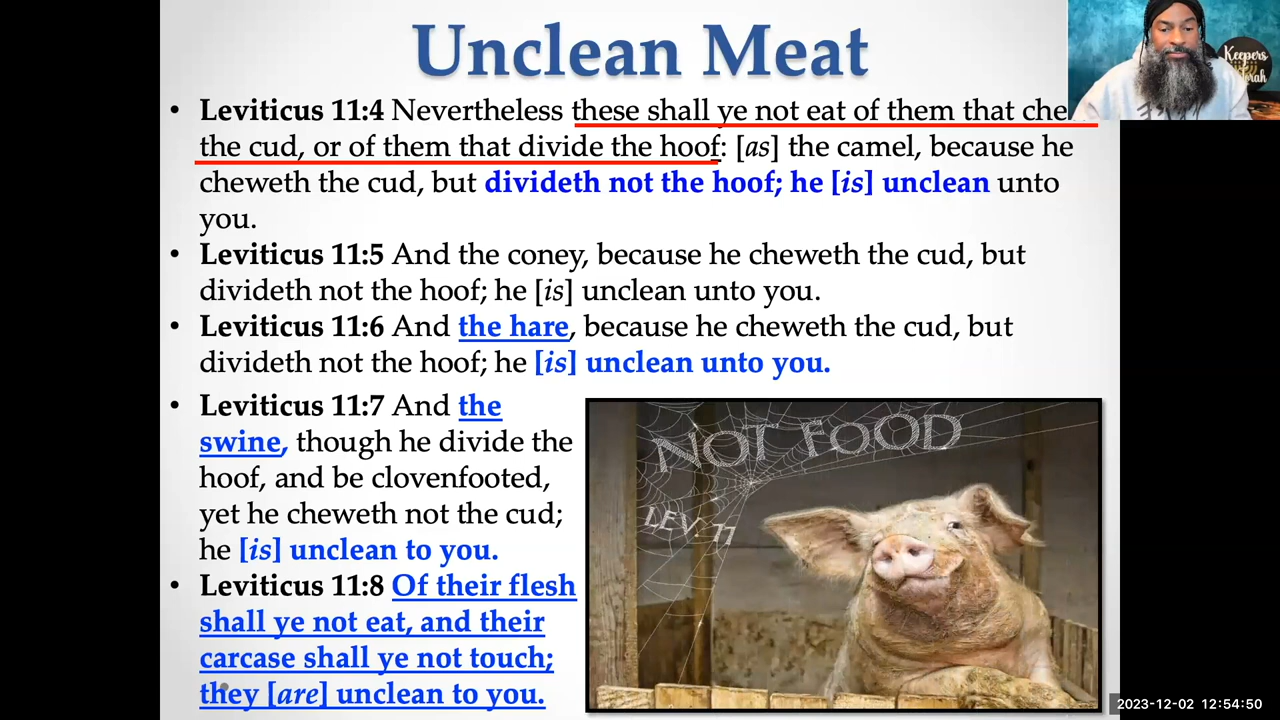 Unclean Meat
• Leviticus 11:4 Nevertheless these shall ye not eat of them that
the cud, or of them that divide the hoof: [as] the camel, because he
cheweth the cud, but divideth not the hoof; he [is] unclean unto
you.
• Leviticus 11:5 And the coney, because he cheweth the cud, but
divideth not the hoof; he [is] unclean unto you.
• Leviticus 11:6 And the hare, because he cheweth the cud, but
divideth not the hoof; he [is] unclean unto you.
• Leviticus 11:7 And the
swine, though he divide the
hoof, and be clovenfooted,
yet he cheweth not the cud;
he [is] unclean to you.
• Leviticus 11:8 Of their flesh
shall ye not eat, and their
carcase shall ye not touch;
they [are] unclean to you.
NOT FOOD
LEV. 11
Keepers
2023-12-02 12:54:50